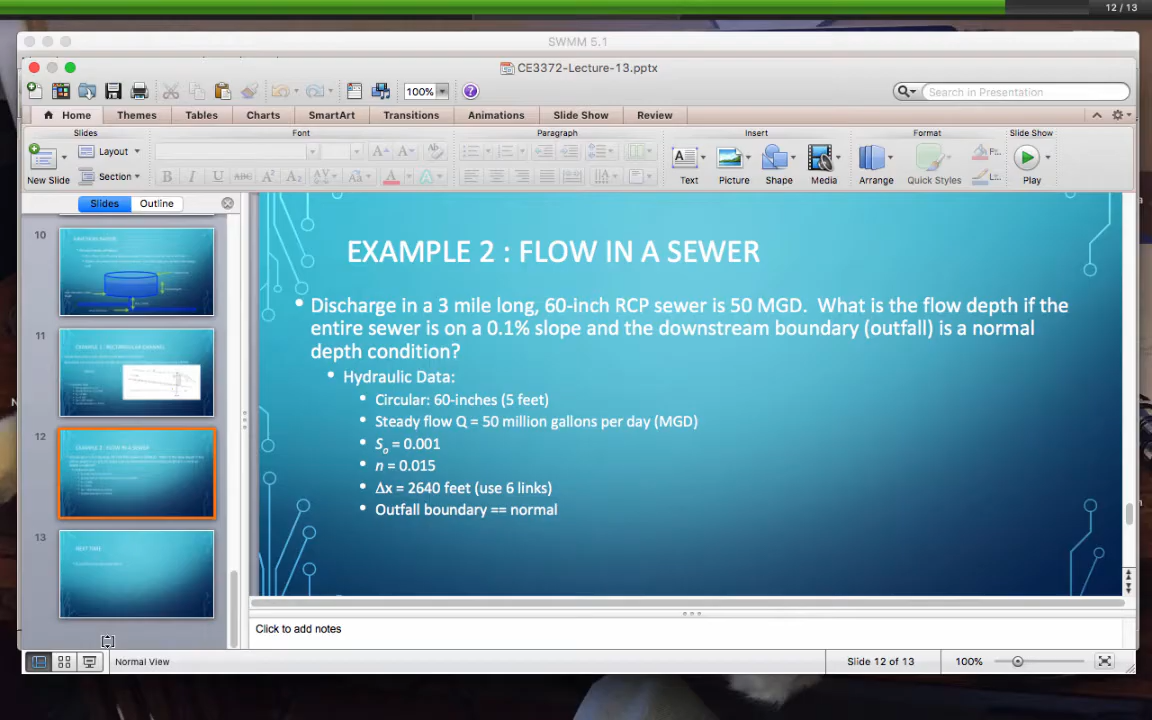 12 / 13
SWMM 5.1
CE3372-Lecture-13.pptx
100%
Search in Presentation
Home Themes Tables Charts SmartArt Transitions Animations Slide Show Review
Slides Font Paragraph Insert Format Slide Show
New Slide Layout Section Text Picture Shape Media Arrange Quick Styles Play
B I U ABC A² A₂
Slides Outline
10
11
12
13
NEXT TIME
EXAMPLE 2 : FLOW IN A SEWER
• Discharge in a 3 mile long, 60-inch RCP sewer is 50 MGD. What is the flow depth if the
entire sewer is on a 0.1% slope and the downstream boundary (outfall) is a normal
depth condition?
• Hydraulic Data:
• Circular: 60-inches (5 feet)
• Steady flow Q = 50 million gallons per day (MGD)
• So = 0.001
• n = 0.015
• Δx = 2640 feet (use 6 links)
• Outfall boundary == normal
Click to add notes
Normal View
Slide 12 of 13
100%